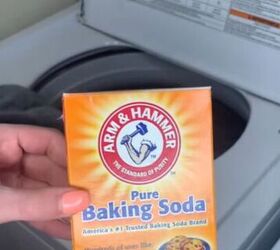 ARM & HAMMER
THE STANDARD OF PURITY
Pure
Baking Soda
America's #1 Trusted Baking Soda Brand